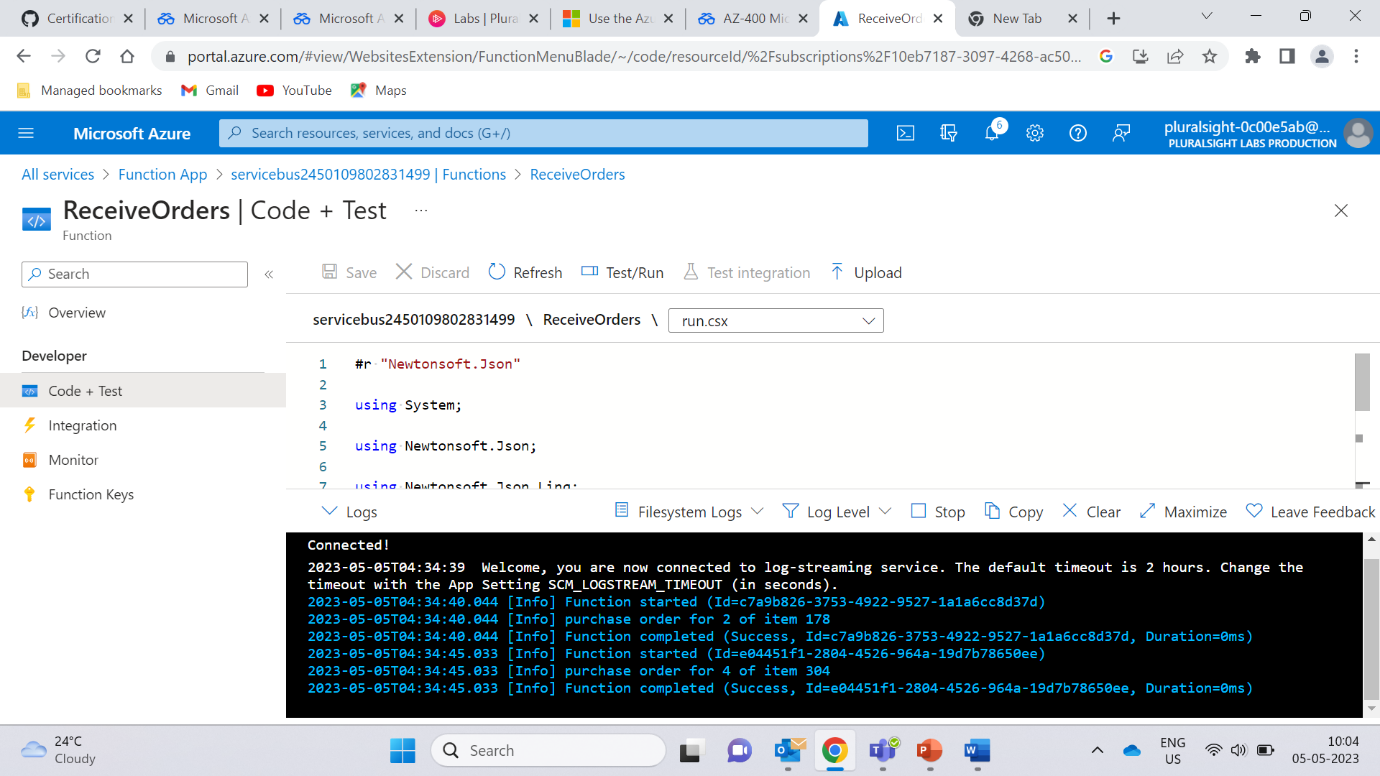 Certification
Microsoft A
Microsoft A
Labs | Plura
Use the Az
AZ-400 Mic
ReceiveOrd
New Tab
portal.azure.com/#view/WebsitesExtension/FunctionMenuBlade/~/code/resourceId/%2Fsubscriptions%2F10eb7187-3097-4268-ac50...
Managed bookmarks
Gmail
YouTube
Maps
Microsoft Azure
Search resources, services, and docs (G+/)
6
pluralsight-0c00e5ab@...
PLURALSIGHT LABS PRODUCTION
All services > Function App > servicebus2450109802831499 | Functions > ReceiveOrders
ReceiveOrders | Code + Test ...
Function
Search
«
Save
Discard
Refresh
Test/Run
Test integration
Upload
Overview
Developer
Code + Test
Integration
Monitor
Function Keys
servicebus2450109802831499 \ ReceiveOrders \ run.csx
1 #r "Newtonsoft.Json"
2
3 using System;
4
5 using Newtonsoft.Json;
6
7 using Newtonsoft.Json.Linq;
Logs
Filesystem Logs
Log Level
Stop
Copy
Clear
Maximize
Leave Feedback
Connected!
2023-05-05T04:34:39 Welcome, you are now connected to log-streaming service. The default timeout is 2 hours. Change the
timeout with the App Setting SCM_LOGSTREAM_TIMEOUT (in seconds).
2023-05-05T04:34:40.044 [Info] Function started (Id=c7a9b826-3753-4922-9527-1a1a6cc8d37d)
2023-05-05T04:34:40.044 [Info] purchase order for 2 of item 178
2023-05-05T04:34:40.044 [Info] Function completed (Success, Id=c7a9b826-3753-4922-9527-1a1a6cc8d37d, Duration=0ms)
2023-05-05T04:34:45.033 [Info] Function started (Id=e04451f1-2804-4526-964a-19d7b78650ee)
2023-05-05T04:34:45.033 [Info] purchase order for 4 of item 304
2023-05-05T04:34:45.033 [Info] Function completed (Success, Id=e04451f1-2804-4526-964a-19d7b78650ee, Duration=0ms)
24°C
Cloudy
Search
ENG
US
10:04
05-05-2023